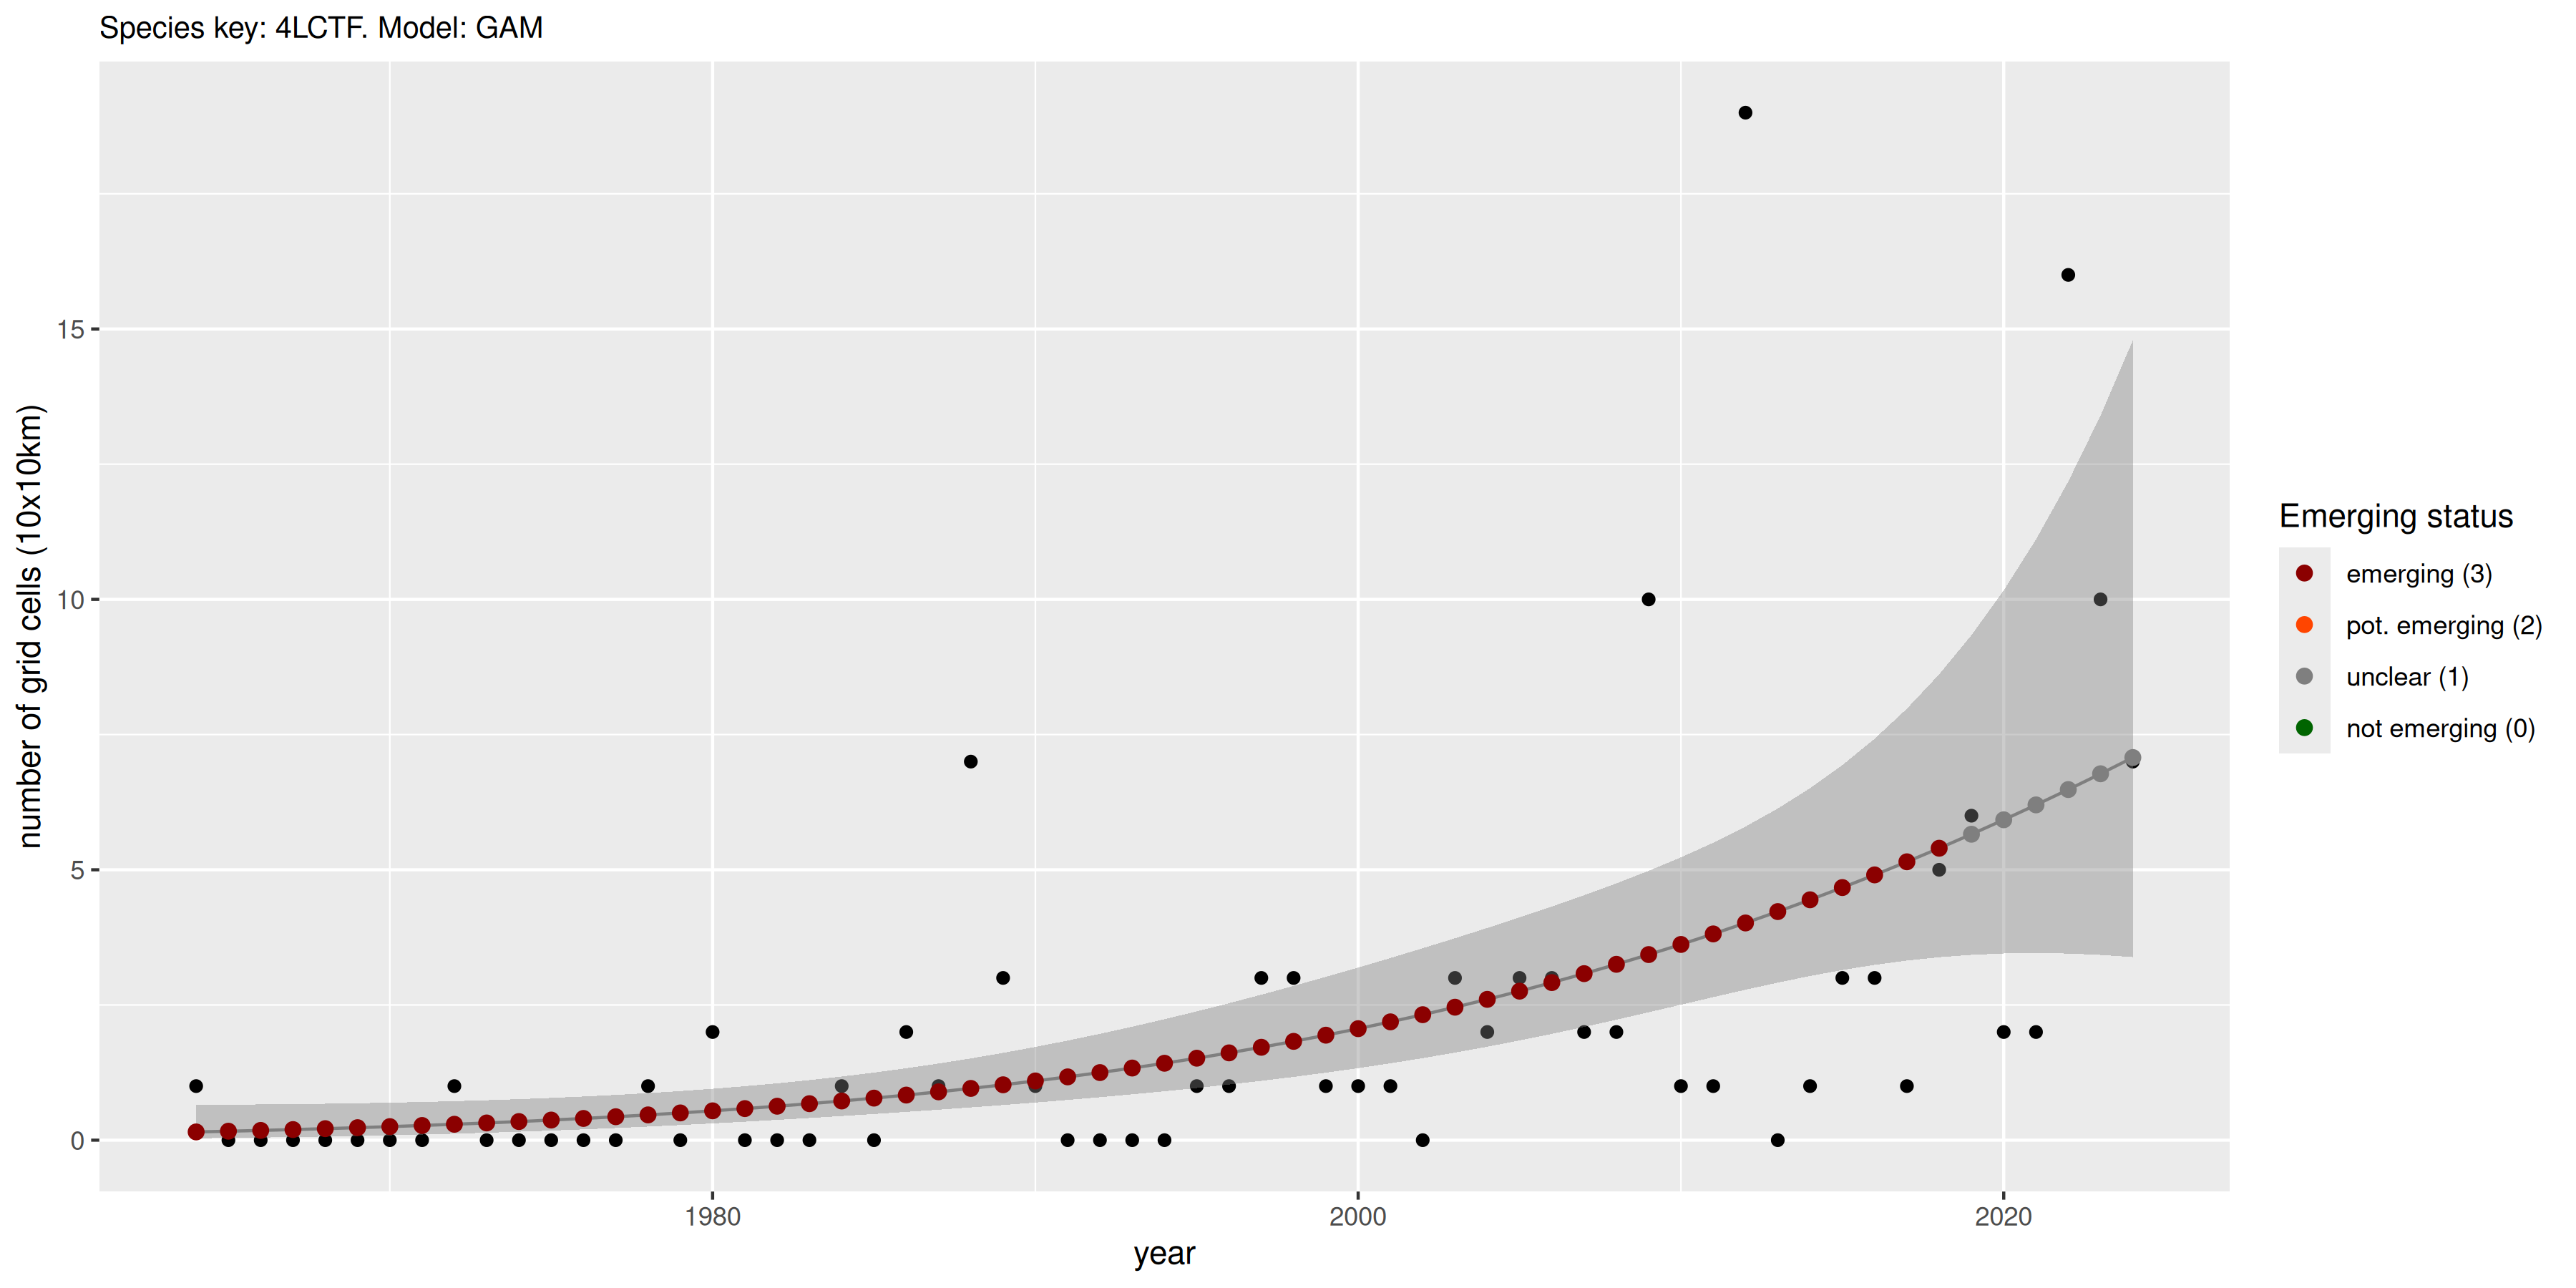 Species key: 4LCTF. Model: GAM
number of grid cells (10x10km)
15
10
5
0
1980
2000
2020
year
Emerging status
emerging (3)
pot. emerging (2)
unclear (1)
not emerging (0)